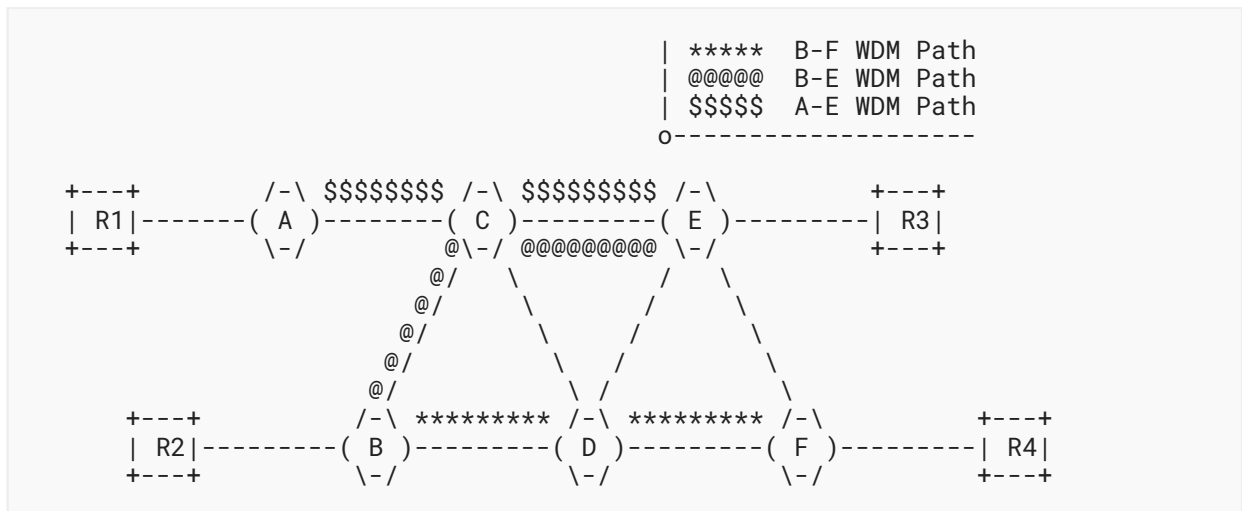 | *****  B-F WDM Path
                                       | @@@@@  B-E WDM Path
                                       | $$$$$  A-E WDM Path
                                       o--------------------

+---+        /-\ $$$$$$$$ /-\ $$$$$$$$$ /-\          +---+
| R1|-------( A )--------( C )---------( E )---------| R3|
+---+        \-/         @\-/ @@@@@@@@@ \-/          +---+
                        @/   \         /   \
                       @/     \       /     \
                      @/       \     /       \
                     @/         \   /         \
                    @/           \ /           \
    +---+          /-\ ********* /-\ ********* /-\          +---+
    | R2|---------( B )---------( D )---------( F )---------| R4|
    +---+          \-/           \-/           \-/          +---+